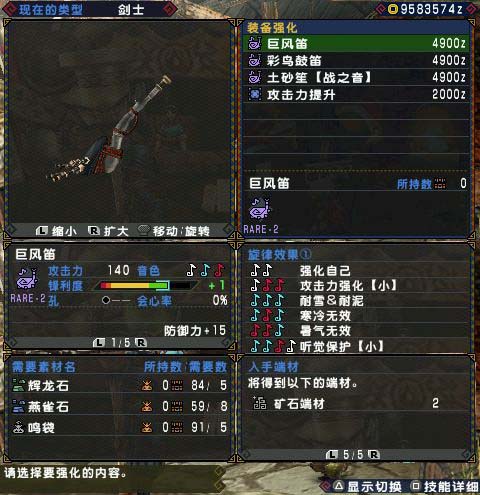 现在的类型 剑士
9583574z
装备强化
巨风笛 4900z
彩鸟鼓笛 4900z
土砂笙【战之音】 4900z
攻击力提升 2000z
巨风笛 所持数 0
RARE-2
L 缩小 R 扩大 移动/旋转
巨风笛
RARE-2
攻击力 140 音色
锋利度 +1
孔 ●-- 会心率 0%
防御力+15
L 1/5 R
旋律效果①
强化自己
攻击力强化【小】
耐雪&耐泥
寒冷无效
暑气无效
听觉保护【小】
需要素材名 所持数/需要数
辉龙石 0 84/ 5
燕雀石 0 59/ 8
鸣袋 0 91/ 5
入手端材
将得到以下的端材。
矿石端材 2
L 5/5 R
请选择要强化的内容。
△显示切换 □技能详细